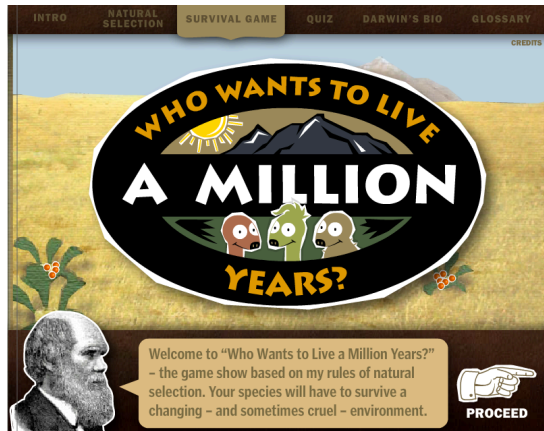 INTRO
NATURAL
SELECTION
SURVIVAL GAME
QUIZ
DARWIN'S BIO
GLOSSARY
CREDITS
WHO WANTS TO LIVE
A MILLION
YEARS?
Welcome to “Who Wants to Live a Million Years?”
– the game show based on my rules of natural
selection. Your species will have to survive a
changing – and sometimes cruel – environment.
PROCEED